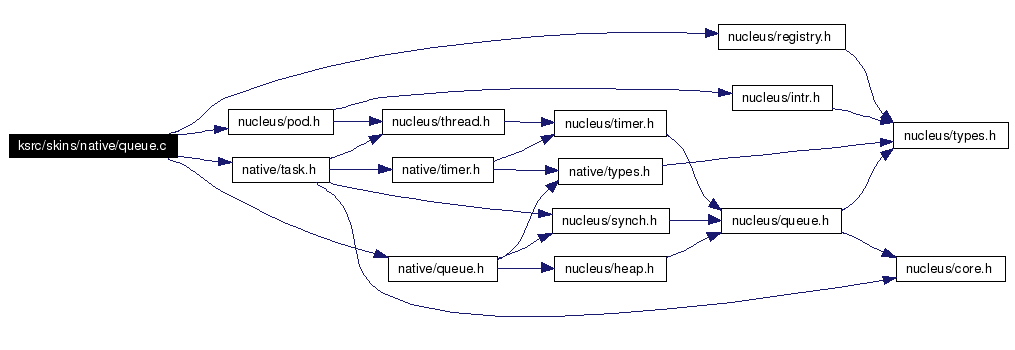 nucleus/registry.h
nucleus/intr.h
nucleus/pod.h
nucleus/thread.h
nucleus/timer.h
nucleus/types.h
ksrc/skins/native/queue.c
native/task.h
native/timer.h
native/types.h
nucleus/synch.h
nucleus/queue.h
native/queue.h
nucleus/heap.h
nucleus/core.h